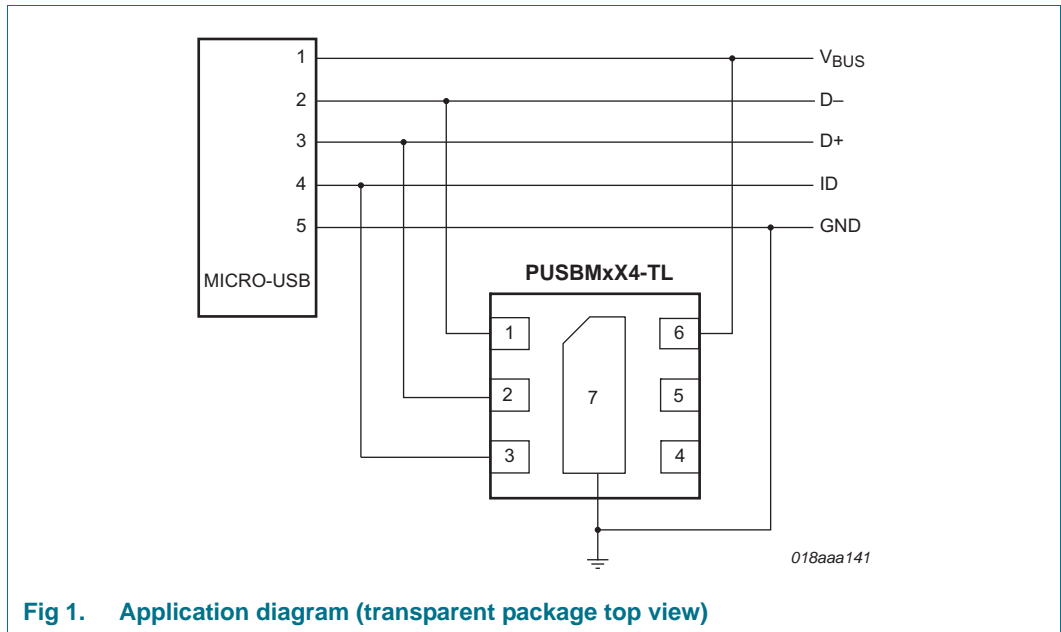 1 V_BUS
2 D–
3 D+
4 ID
5 GND
MICRO-USB
PUSBMxX4-TL
1 6
2 7 5
3 4
018aaa141
Fig 1. Application diagram (transparent package top view)